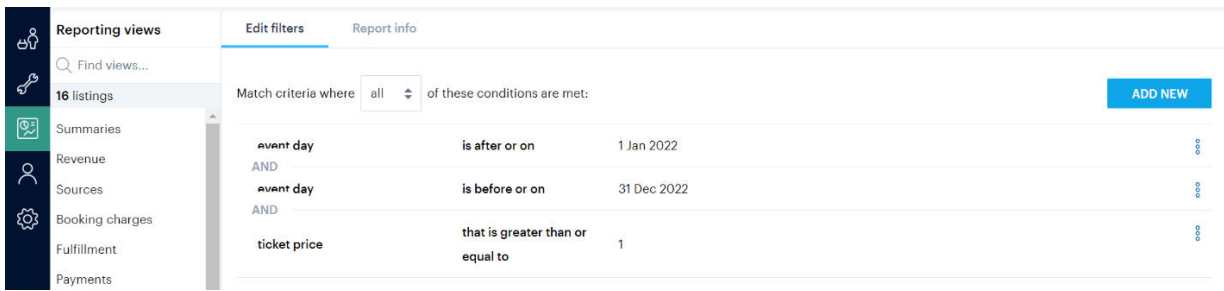 Reporting views
Edit filters
Report info
Find views...
16 listings
Summaries
Revenue
Sources
Booking charges
Fulfillment
Payments
Match criteria where all of these conditions are met:
ADD NEW
event day is after or on 1 Jan 2022
AND
event day is before or on 31 Dec 2022
AND
ticket price that is greater than or equal to 1